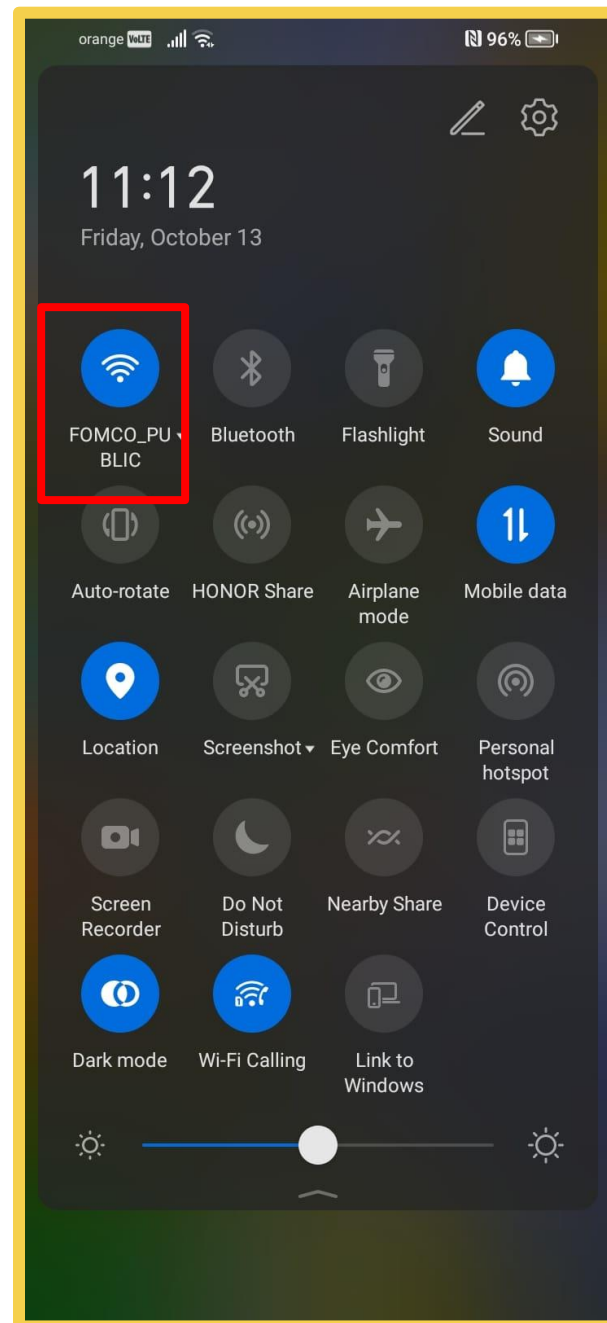 orange VoLTE 96%
11:12
Friday, October 13
FOMCO_PU Bluetooth Flashlight Sound
BLIC
Auto-rotate HONOR Share Airplane Mobile data
mode
Location Screenshot Eye Comfort Personal
hotspot
Screen Do Not Nearby Share Device
Recorder Disturb Control
Dark mode Wi-Fi Calling Link to
Windows